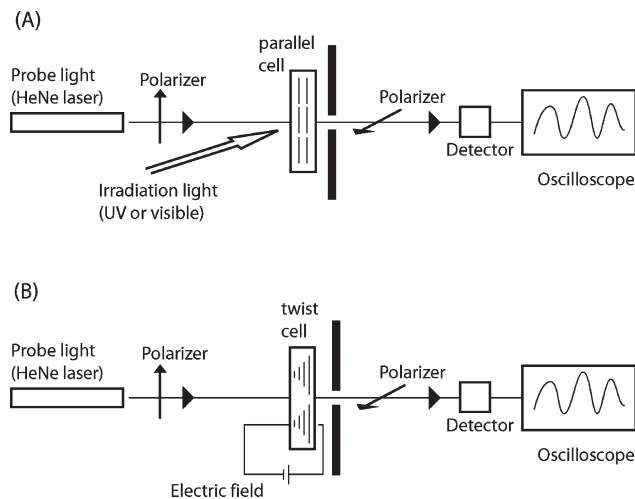 (A)
parallel
cell
Probe light
(HeNe laser)
Polarizer
Polarizer
Detector
Oscilloscope
Irradiation light
(UV or visible)
(B)
twist
cell
Probe light
(HeNe laser)
Polarizer
Polarizer
Detector
Oscilloscope
Electric field